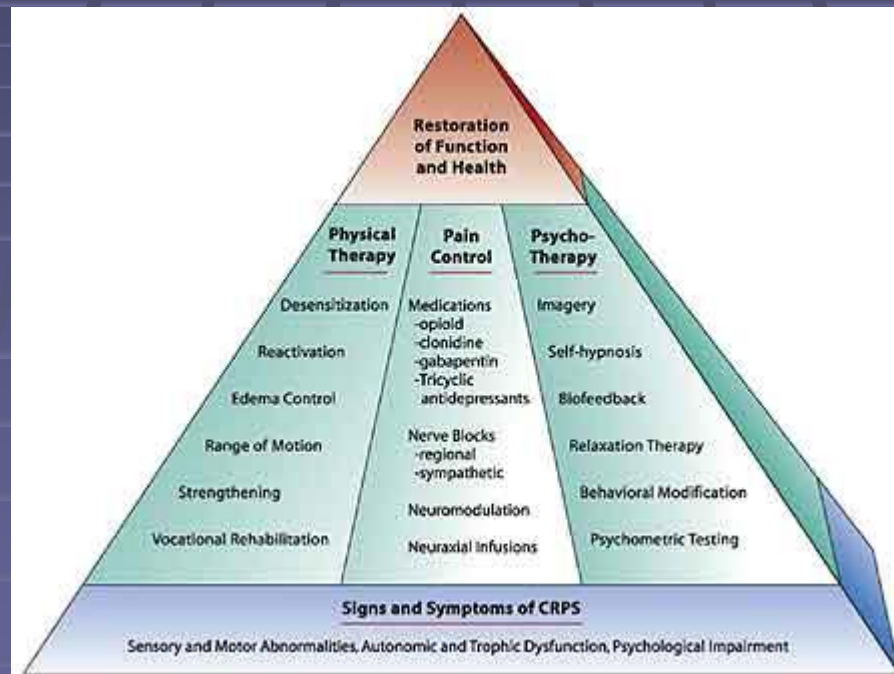 Restoration
of Function
and Health
Physical
Therapy
Desensitization
Reactivation
Edema Control
Range of Motion
Strengthening
Vocational Rehabilitation
Pain
Control
Medications
-opioid
-clonidine
-gabapentin
-Tricyclic
antidepressants
Nerve Blocks
-regional
-sympathetic
Neuromodulation
Neuraxial Infusions
Psycho-
Therapy
Imagery
Self-hypnosis
Biofeedback
Relaxation Therapy
Behavioral Modification
Psychometric Testing
Signs and Symptoms of CRPS
Sensory and Motor Abnormalities, Autonomic and Trophic Dysfunction, Psychological Impairment